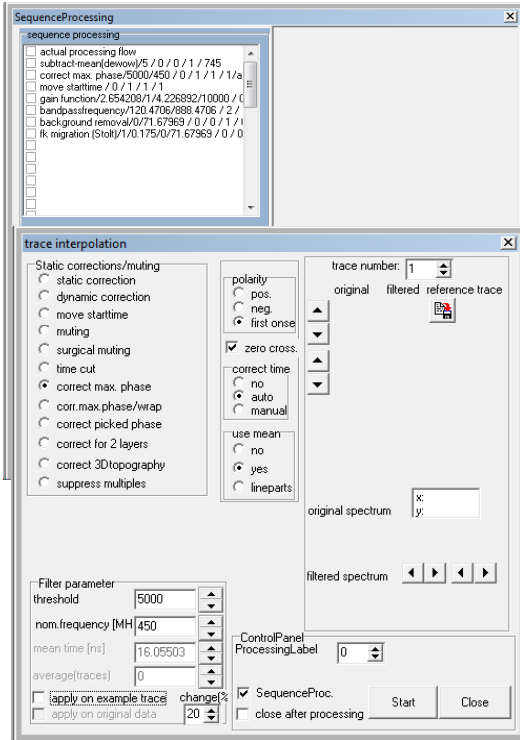 SequenceProcessing
sequence processing
actual processing flow
subtract-mean(dewow)/5 / 0 / 0 / 1 / 745
correct max. phase/5000/450 / 0 / 1 / 1 / 1/a
move starttime / 0 / 1 / 1 / 1
gain function/2.654208/1/4.226892/10000 / 0
bandpassfrequency/120.4706/888.4706 / 2 /
background removal/0/71.67969 / 0 / 0 / 1 /
fk migration (Stolt)/1/0.175/0/71.67969 / 0 / 0
trace interpolation
Static corrections/muting
static correction
dynamic correction
move starttime
muting
surgical muting
time cut
correct max. phase
corr.max.phase/wrap
correct picked phase
correct for 2 layers
correct 3Dtopography
suppress multiples
polarity
pos.
neg.
first onse
zero cross.
correct time
no
auto
manual
use mean
no
yes
lineparts
trace number: 1
original filtered reference trace
original spectrum
x:
y:
filtered spectrum
Filter parameter
threshold 5000
nom.frequency [MH 450
mean time [ns] 16.05503
average(traces) 0
apply on example trace change(%
apply on original data 20
ControlPanel
ProcessingLabel 0
SequenceProc.
close after processing
Start
Close